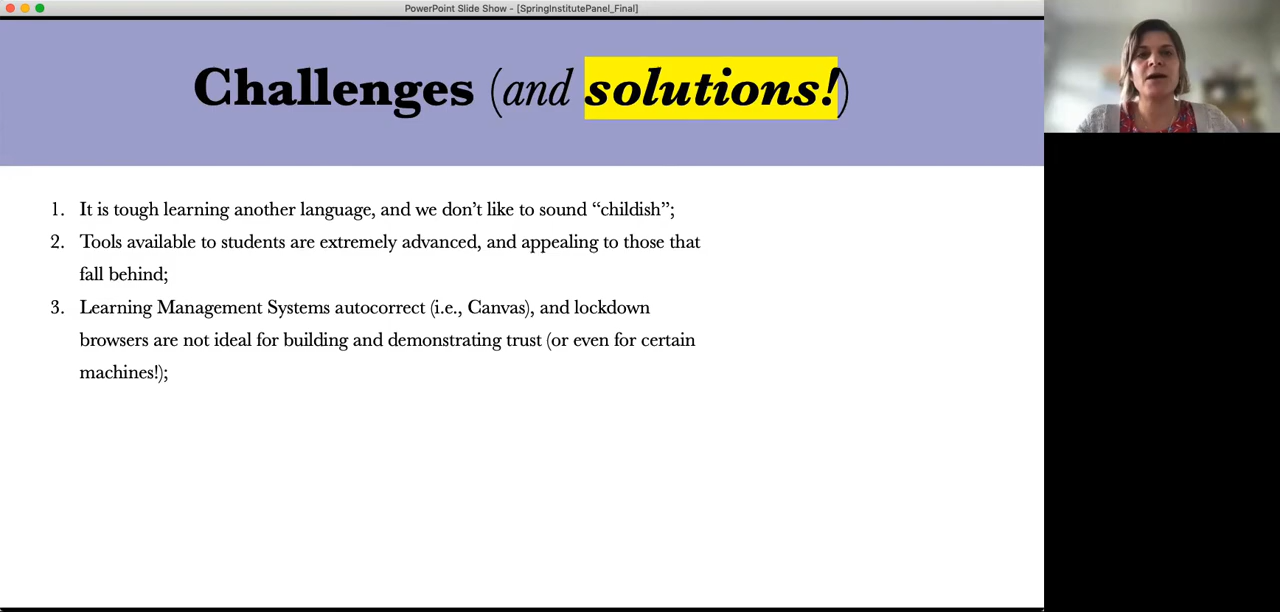 PowerPoint Slide Show - [SpringInstitutePanel_Final]
Challenges (and solutions!)
1. It is tough learning another language, and we don’t like to sound “childish”;
2. Tools available to students are extremely advanced, and appealing to those that
fall behind;
3. Learning Management Systems autocorrect (i.e., Canvas), and lockdown
browsers are not ideal for building and demonstrating trust (or even for certain
machines!);